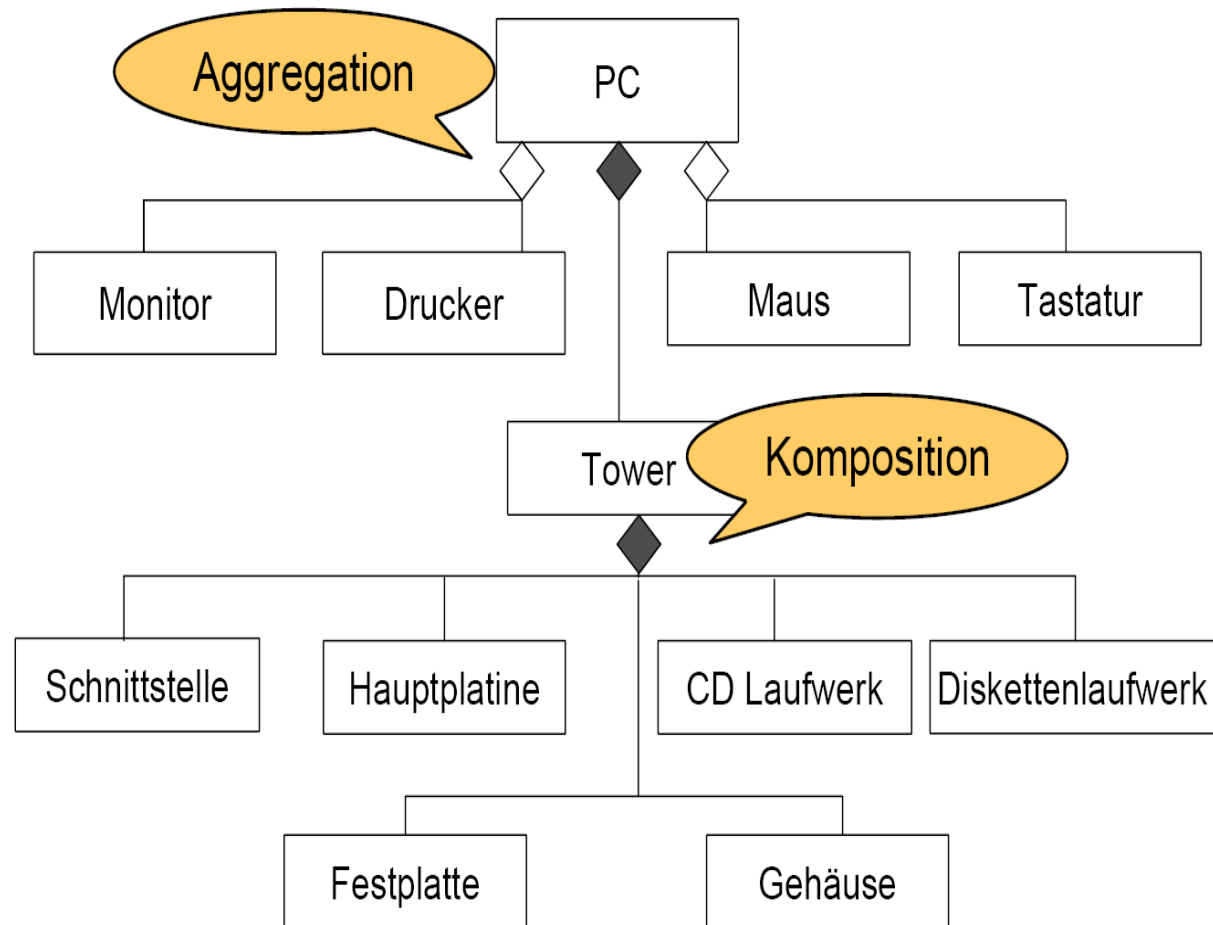 Aggregation
PC
Monitor
Drucker
Maus
Tastatur
Tower
Komposition
Schnittstelle
Hauptplatine
CD Laufwerk
Diskettenlaufwerk
Festplatte
Gehäuse